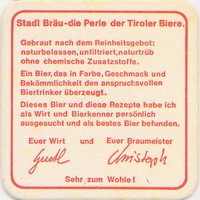 Stadl Bräu-die Perle der Tiroler Biere.
Gebraut nach dem Reinheitsgebot:
naturbelassen,unfiltriert,naturtrüb
ohne chemische Zusatzstoffe.
Ein Bier,das in Farbe,Geschmack und
Bekömmlichkeit den anspruchsvollen
Biertrinker überzeugt.
Dieses Bier und diese Rezepte habe ich
als Wirt und Bierkenner persönlich
ausgesucht und als bestes Bier befunden.
Euer Wirt und Euer Braumeister
Christoph
Sehr zum Wohle!